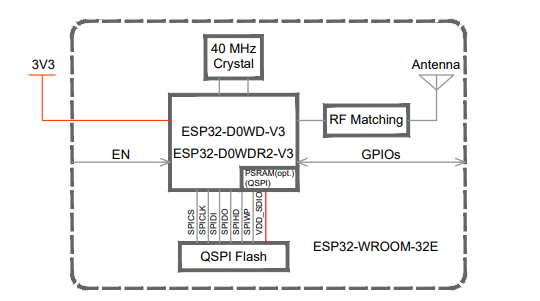 40 MHz
Crystal
3V3
Antenna
ESP32-D0WD-V3
ESP32-D0WDR2-V3
RF Matching
EN
GPIOs
PSRAM(opt.)
(QSPI)
SPICS
SPICLK
SPIDI
SPIDO
SPIHD
SPIWP
VDD_SDIO
QSPI Flash
ESP32-WROOM-32E